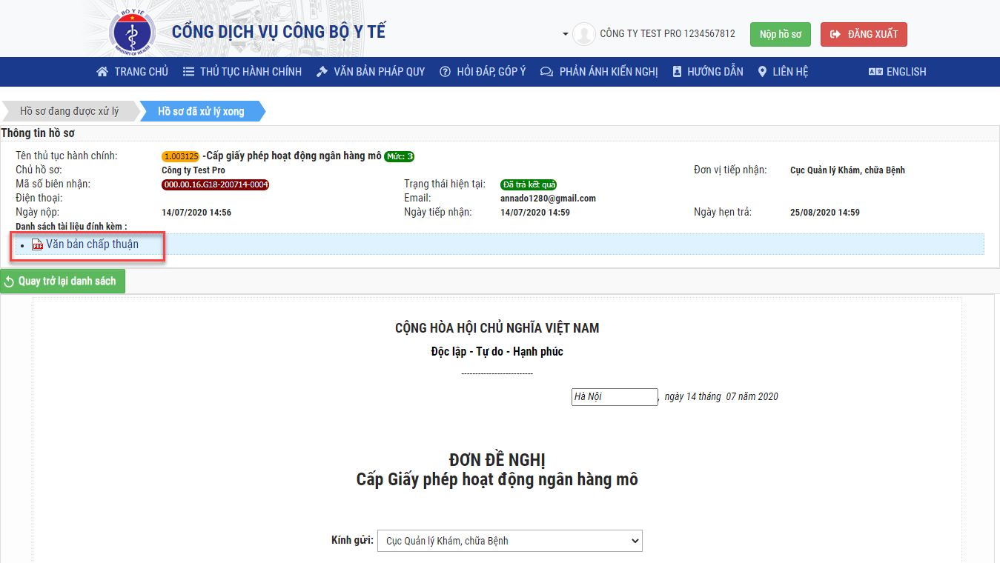 BỘ Y TẾ
MINISTRY OF HEALTH
CỔNG DỊCH VỤ CÔNG BỘ Y TẾ
CÔNG TY TEST PRO 1234567812
Nộp hồ sơ
ĐĂNG XUẤT
TRANG CHỦ THỦ TỤC HÀNH CHÍNH VĂN BẢN PHÁP QUY HỎI ĐÁP, GÓP Ý PHẢN ÁNH KIẾN NGHỊ HƯỚNG DẪN LIÊN HỆ ENGLISH
Hồ sơ đang được xử lý Hồ sơ đã xử lý xong
Thông tin hồ sơ
Tên thủ tục hành chính: 1.003125 -Cấp giấy phép hoạt động ngân hàng mô Mức: 3
Chủ hồ sơ: Công ty Test Pro Đơn vị tiếp nhận: Cục Quản lý Khám, chữa Bệnh
Mã số biên nhận: 000.00.16.G18-200714-0004 Trạng thái hiện tại: Đã trả kết quả
Điện thoại: Email: annado1280@gmail.com
Ngày nộp: 14/07/2020 14:56 Ngày tiếp nhận: 14/07/2020 14:59 Ngày hẹn trả: 25/08/2020 14:59
Danh sách tài liệu đính kèm :
PDF Văn bản chấp thuận
Quay trở lại danh sách
CỘNG HÒA HỘI CHỦ NGHĨA VIỆT NAM
Độc lập - Tự do - Hạnh phúc
--------------------------
Hà Nội, ngày 14 tháng 07 năm 2020
ĐƠN ĐỀ NGHỊ
Cấp Giấy phép hoạt động ngân hàng mô
Kính gửi: Cục Quản lý Khám, chữa Bệnh